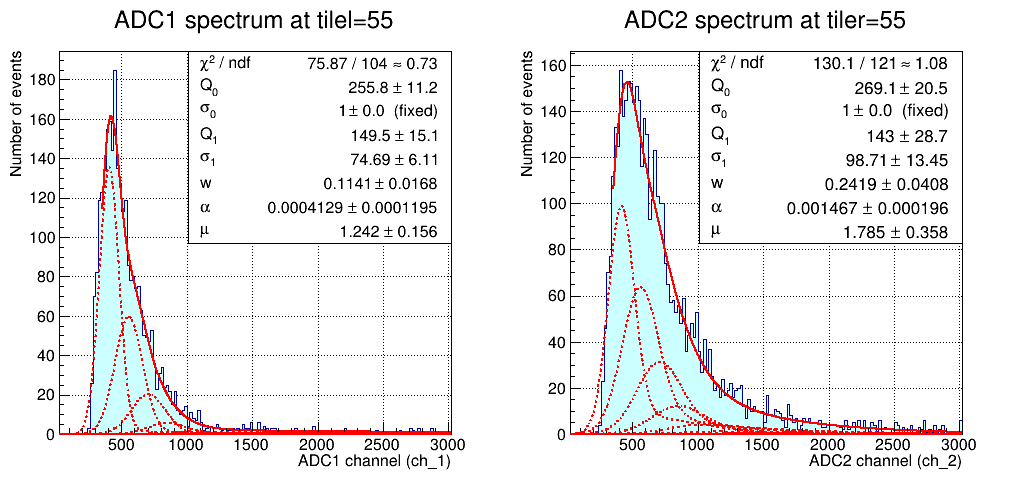 ADC1 spectrum at tilel=55
Number of events
χ² / ndf 75.87 / 104 ≈ 0.73
Q₀ 255.8 ± 11.2
σ₀ 1 ± 0.0 (fixed)
Q₁ 149.5 ± 15.1
σ₁ 74.69 ± 6.11
w 0.1141 ± 0.0168
α 0.0004129 ± 0.0001195
μ 1.242 ± 0.156
180
160
140
120
100
80
60
40
20
0
500 1000 1500 2000 2500 3000
ADC1 channel (ch_1)
ADC2 spectrum at tiler=55
Number of events
χ² / ndf 130.1 / 121 ≈ 1.08
Q₀ 269.1 ± 20.5
σ₀ 1 ± 0.0 (fixed)
Q₁ 143 ± 28.7
σ₁ 98.71 ± 13.45
w 0.2419 ± 0.0408
α 0.001467 ± 0.000196
μ 1.785 ± 0.358
160
140
120
100
80
60
40
20
0
500 1000 1500 2000 2500 3000
ADC2 channel (ch_2)